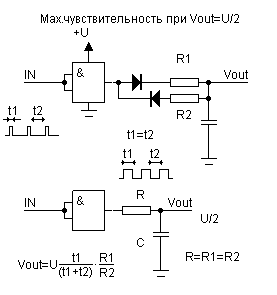 Max.чувствительность при Vout=U/2
+U
IN
&
R1
Vout
R2
t1 t2
t1=t2
t1 t2
IN
&
R
Vout
U/2
C
Vout=U t1/(t1+t2) · R1/R2
R=R1=R2